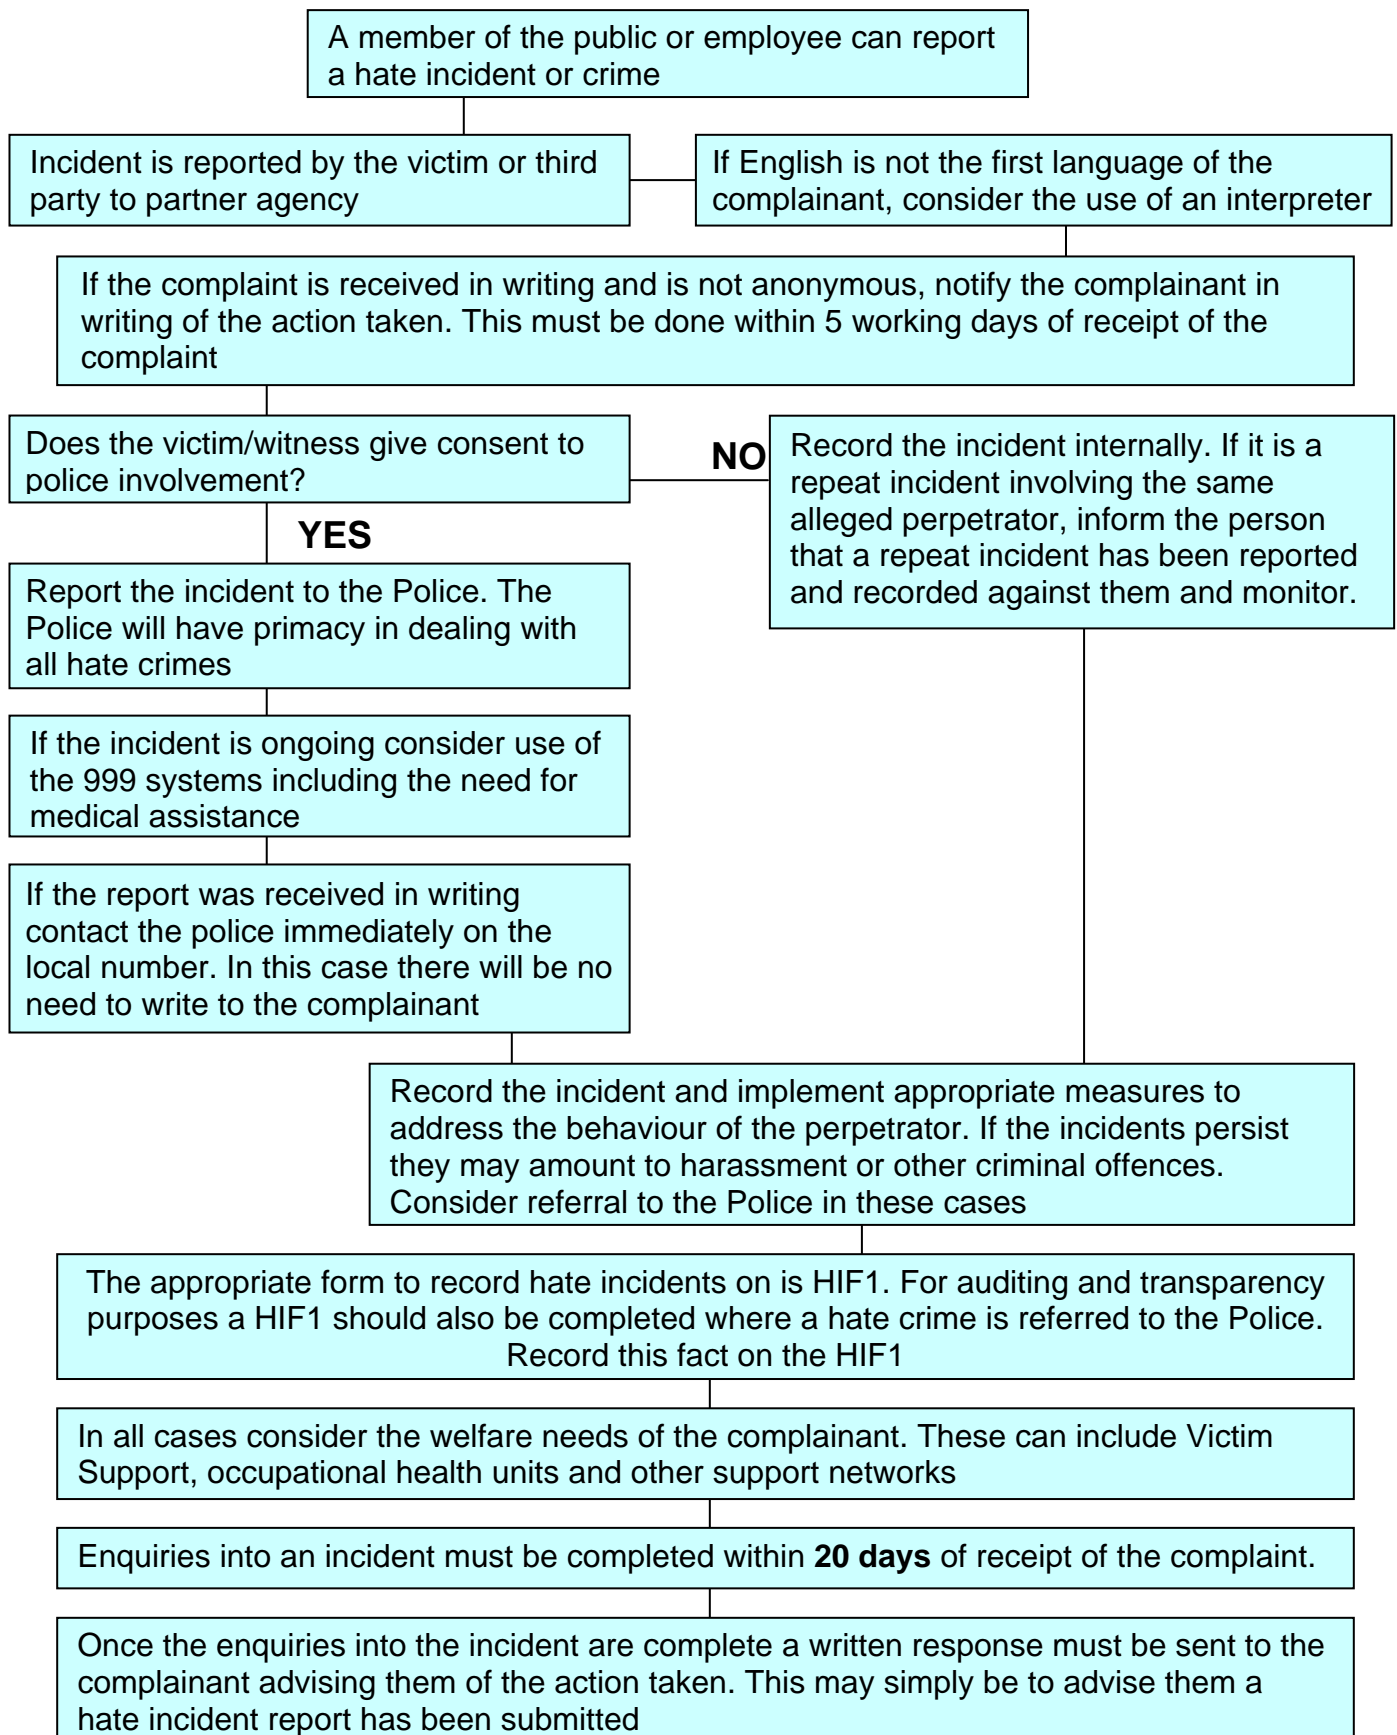 A member of the public or employee can report
a hate incident or crime
Incident is reported by the victim or third
party to partner agency
If English is not the first language of the
complainant, consider the use of an interpreter
If the complaint is received in writing and is not anonymous, notify the complainant in
writing of the action taken. This must be done within 5 working days of receipt of the
complaint
Does the victim/witness give consent to
police involvement?
NO
Record the incident internally. If it is a
repeat incident involving the same
alleged perpetrator, inform the person
that a repeat incident has been reported
and recorded against them and monitor.
YES
Report the incident to the Police. The
Police will have primacy in dealing with
all hate crimes
If the incident is ongoing consider use of
the 999 systems including the need for
medical assistance
If the report was received in writing
contact the police immediately on the
local number. In this case there will be no
need to write to the complainant
Record the incident and implement appropriate measures to
address the behaviour of the perpetrator. If the incidents persist
they may amount to harassment or other criminal offences.
Consider referral to the Police in these cases
The appropriate form to record hate incidents on is HIF1. For auditing and transparency
purposes a HIF1 should also be completed where a hate crime is referred to the Police.
Record this fact on the HIF1
In all cases consider the welfare needs of the complainant. These can include Victim
Support, occupational health units and other support networks
Enquiries into an incident must be completed within 20 days of receipt of the complaint.
Once the enquiries into the incident are complete a written response must be sent to the
complainant advising them of the action taken. This may simply be to advise them a
hate incident report has been submitted